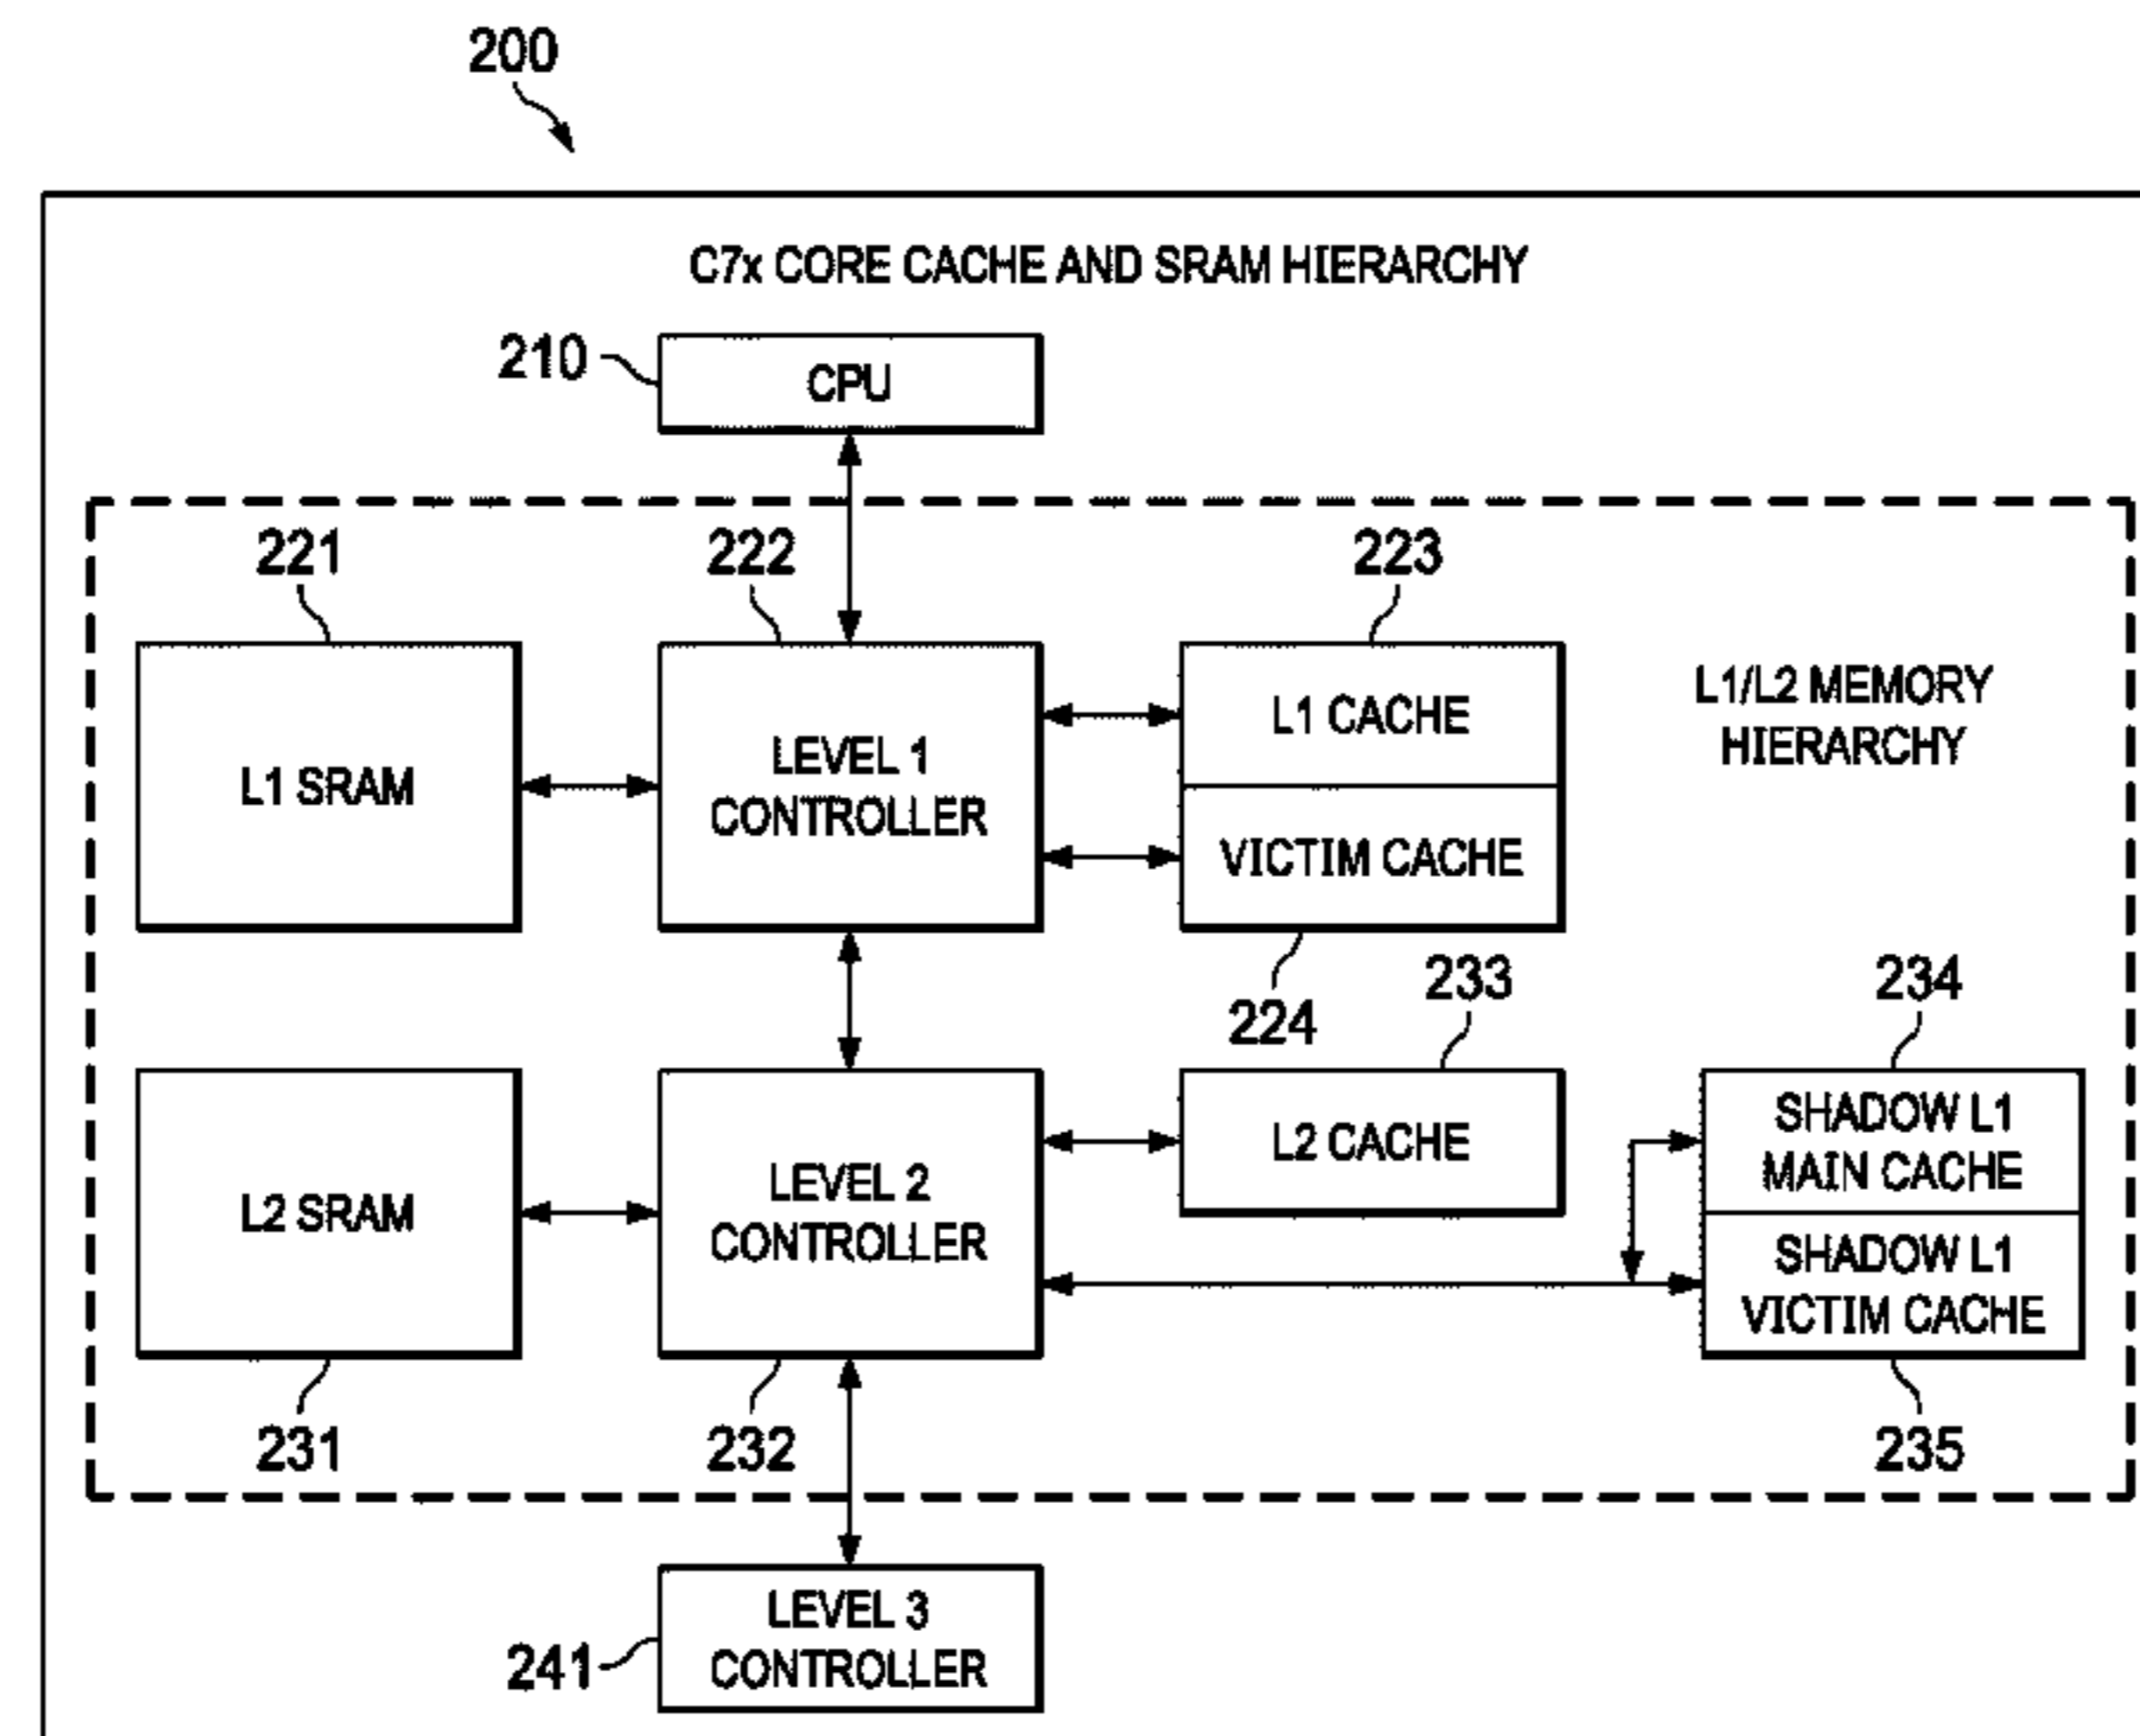 200
C7x CORE CACHE AND SRAM HIERARCHY
210
CPU
221
222
223
L1 SRAM
LEVEL 1
CONTROLLER
L1 CACHE
VICTIM CACHE
L1/L2 MEMORY
HIERARCHY
224
233
234
L2 SRAM
LEVEL 2
CONTROLLER
L2 CACHE
SHADOW L1
MAIN CACHE
SHADOW L1
VICTIM CACHE
231
232
235
LEVEL 3
CONTROLLER
241